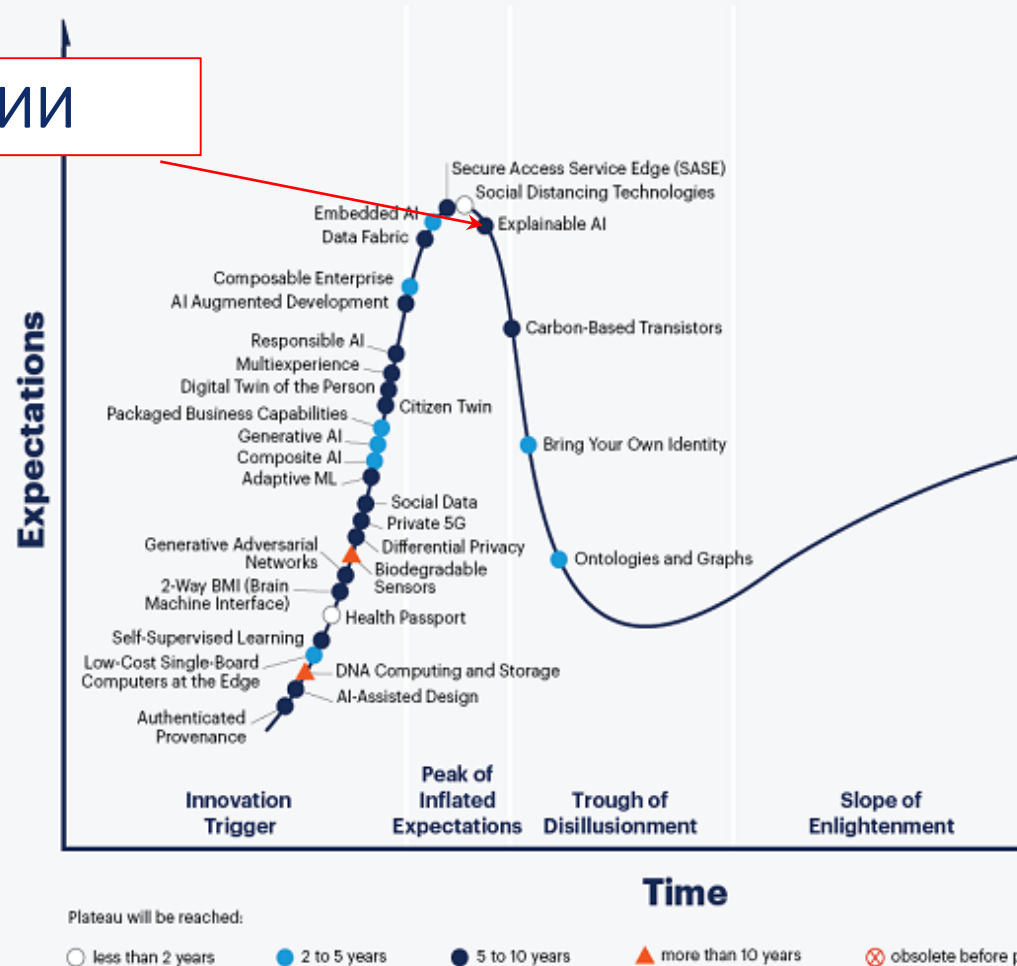 ИИ
Secure Access Service Edge (SASE)
Social Distancing Technologies
Embedded AI
Explainable AI
Data Fabric
Composable Enterprise
AI Augmented Development
Carbon-Based Transistors
Responsible AI
Multiexperience
Digital Twin of the Person
Citizen Twin
Packaged Business Capabilities
Generative AI
Bring Your Own Identity
Composite AI
Adaptive ML
Social Data
Private 5G
Differential Privacy
Generative Adversarial
Networks
Ontologies and Graphs
Biodegradable
Sensors
2-Way BMI (Brain
Machine Interface)
Health Passport
Self-Supervised Learning
Low-Cost Single-Board
Computers at the Edge
DNA Computing and Storage
AI-Assisted Design
Authenticated
Provenance
Expectations
Innovation
Trigger
Peak of
Inflated
Expectations
Trough of
Disillusionment
Slope of
Enlightenment
Time
Plateau will be reached:
less than 2 years
2 to 5 years
5 to 10 years
more than 10 years
obsolete before p